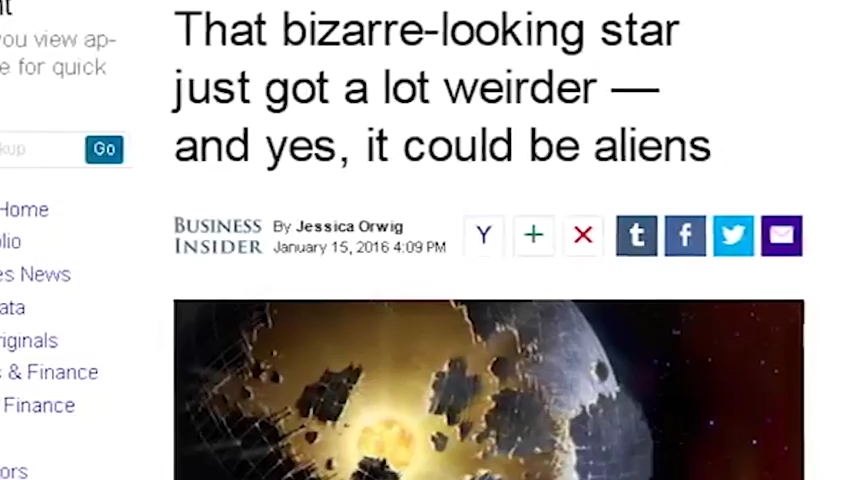 That bizarre-looking star
just got a lot weirder —
and yes, it could be aliens
you view ap-
e for quick
kup Go
BUSINESS
INSIDER
By Jessica Orwig
January 15, 2016 4:09 PM
Y
t
f
Home
olio
es News
ata
riginals
s & Finance
Finance
ors